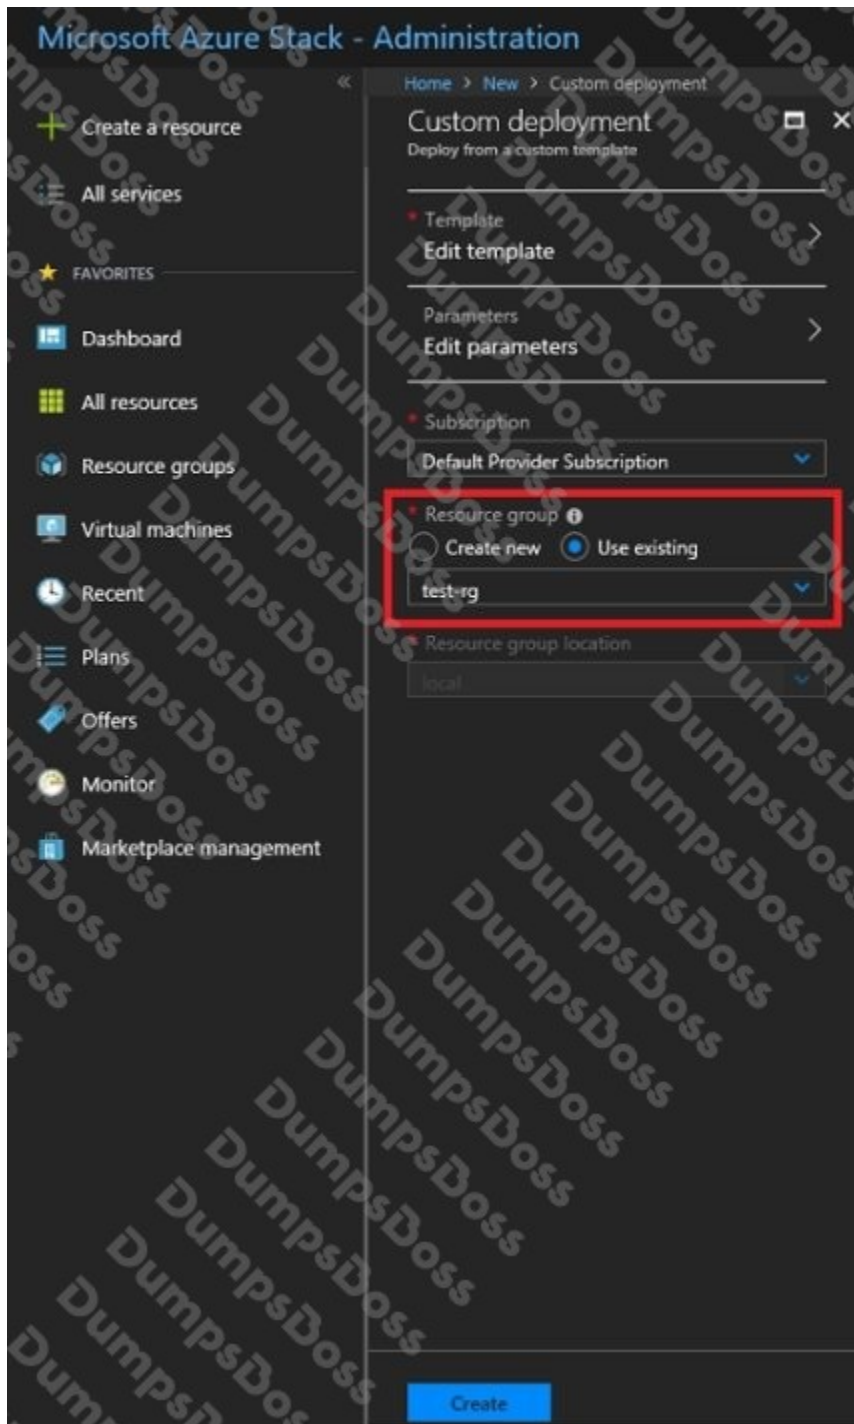 Microsoft Azure Stack - Administration
«
Home > New > Custom deployment
Create a resource
All services
FAVORITES
Dashboard
All resources
Resource groups
Virtual machines
Recent
Plans
Offers
Monitor
Marketplace management
Custom deployment
Deploy from a custom template
* Template
Edit template
Parameters
Edit parameters
* Subscription
Default Provider Subscription
* Resource group
Create new Use existing
test-rg
* Resource group location
local
Create
DumpsBoss